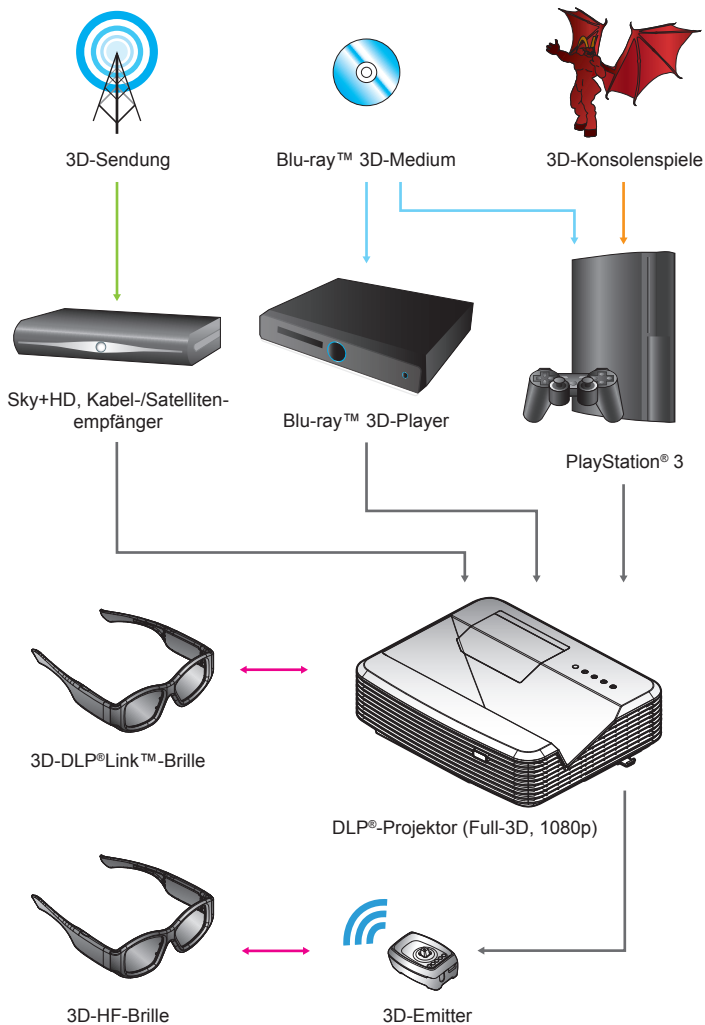 3D-Sendung
Blu-ray™ 3D-Medium
3D-Konsolenspiele
Sky+HD, Kabel-/Satelliten-
empfänger
Blu-ray™ 3D-Player
PlayStation® 3
3D-DLP®Link™-Brille
DLP®-Projektor (Full-3D, 1080p)
3D-HF-Brille
3D-Emitter